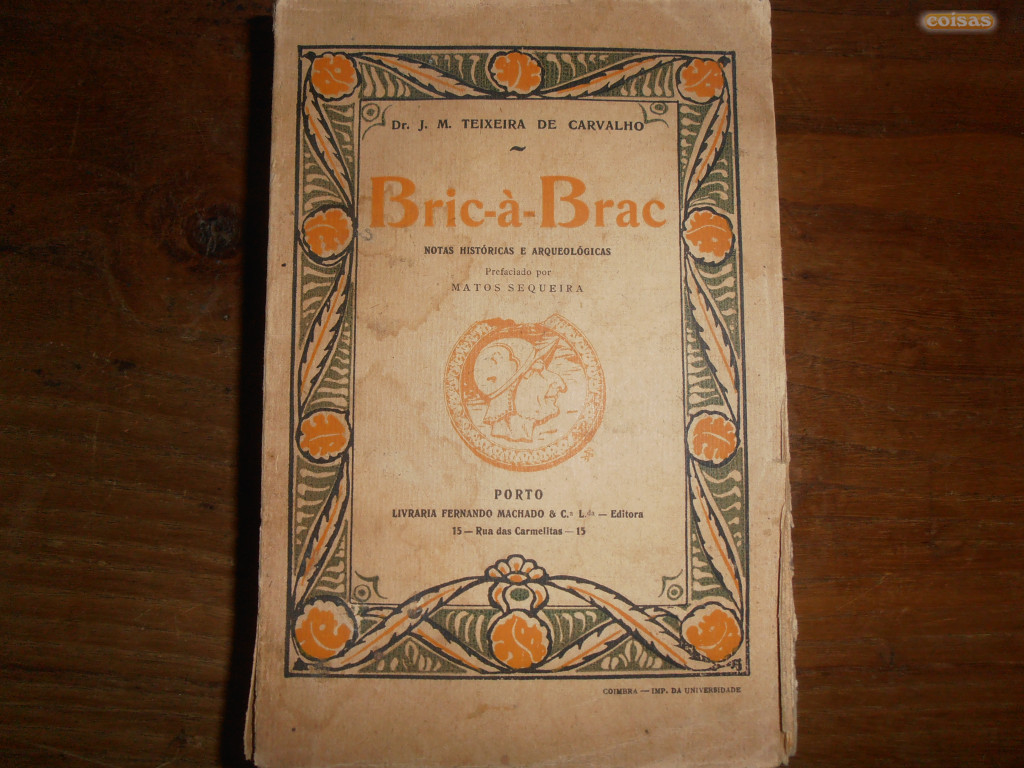 coisas
Dr. J. M. TEIXEIRA DE CARVALHO
~
Bric-à-Brac
NOTAS HISTÓRICAS E ARQUEOLÓGICAS
Prefaciado por
MATOS SEQUEIRA
PORTO
LIVRARIA FERNANDO MACHADO & C.ª L.da — Editora
15 — Rua das Carmelitas — 15
COIMBRA — IMP. DA UNIVERSIDADE